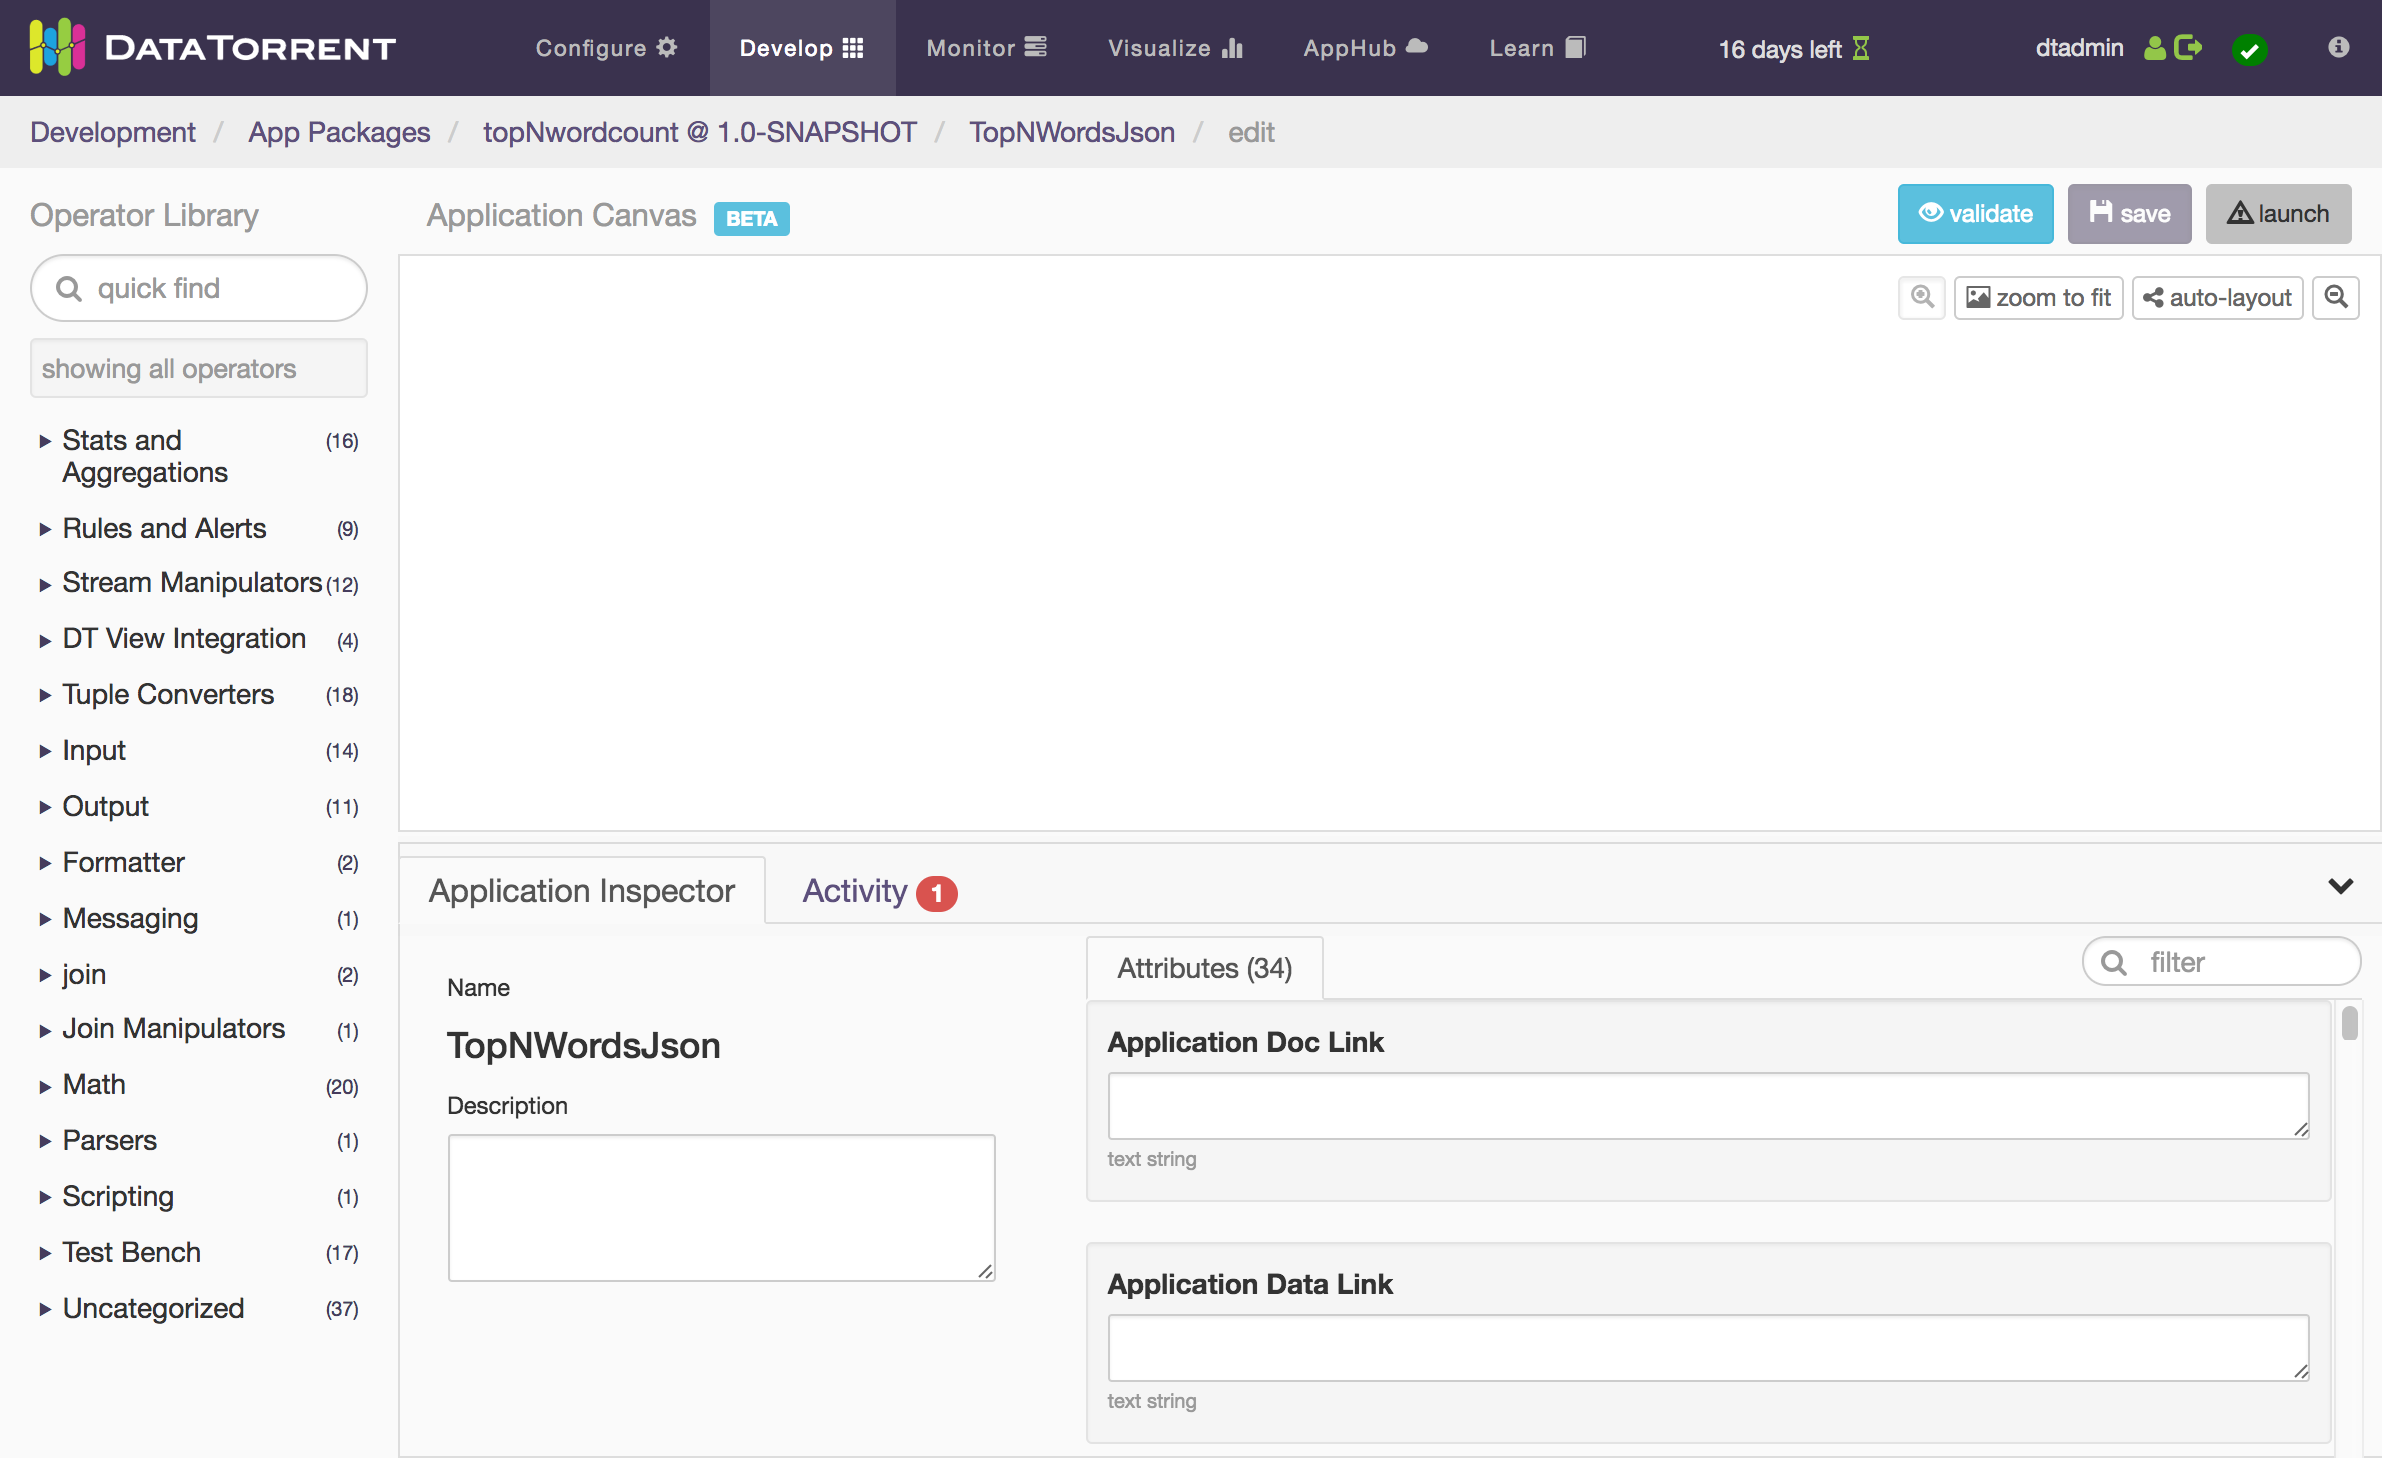 DATATORRENT
Configure
Develop
Monitor
Visualize
AppHub
Learn
16 days left
dtadmin
Development / App Packages / topNwordcount @ 1.0-SNAPSHOT / TopNWordsJson / edit
Operator Library
Application Canvas BETA
validate
save
launch
quick find
zoom to fit
auto-layout
showing all operators
Stats and (16)
Aggregations
Rules and Alerts (9)
Stream Manipulators (12)
DT View Integration (4)
Tuple Converters (18)
Input (14)
Output (11)
Formatter (2)
Messaging (1)
join (2)
Join Manipulators (1)
Math (20)
Parsers (1)
Scripting (1)
Test Bench (17)
Uncategorized (37)
Application Inspector
Activity 1
Name
TopNWordsJson
Description
Attributes (34)
filter
Application Doc Link
text string
Application Data Link
text string